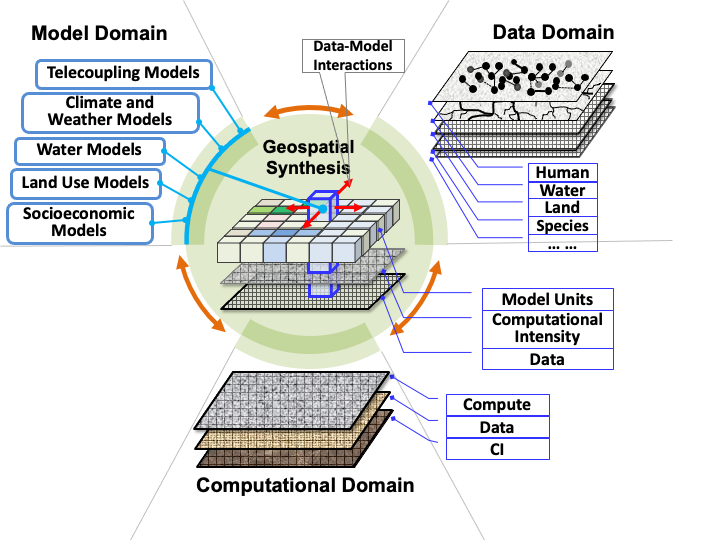 Model Domain
Data Domain
Data-Model
Interactions
Telecoupling Models
Climate and
Weather Models
Water Models
Land Use Models
Socioeconomic
Models
Geospatial
Synthesis
Human
Water
Land
Species
... ...
Model Units
Computational
Intensity
Data
Compute
Data
CI
Computational Domain